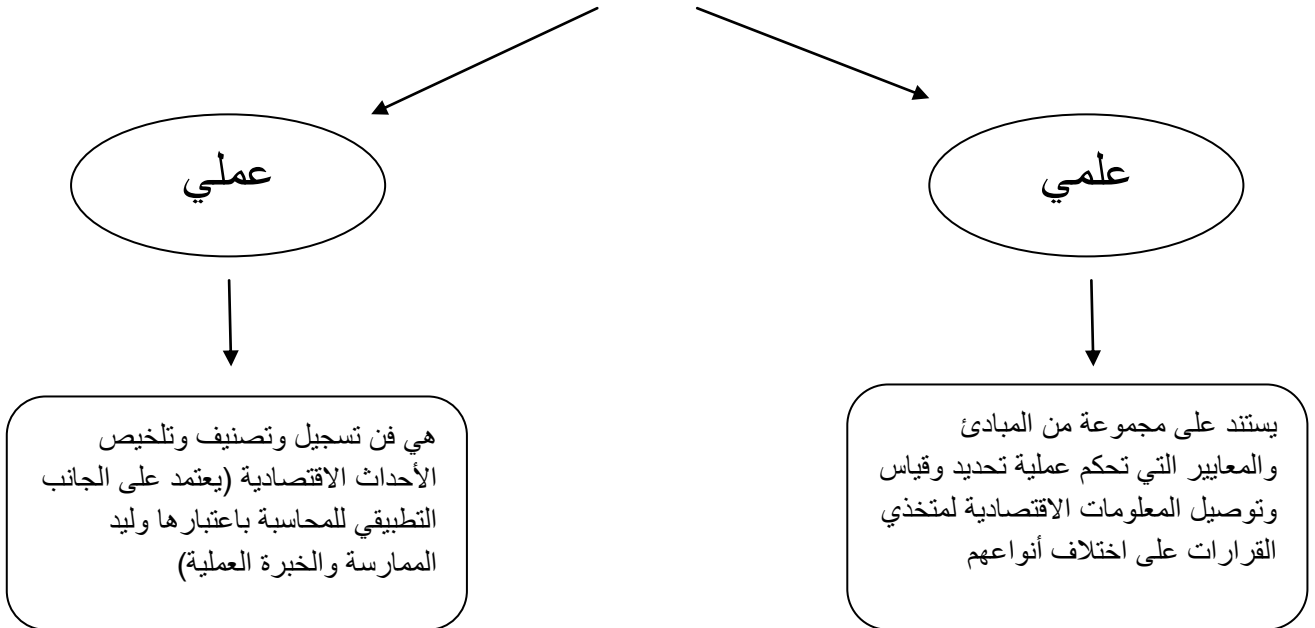 علمي
عملي
يستند على مجموعة من المبادئ
والمعايير التي تحكم عملية تحديد وقياس
وتوصيل المعلومات الاقتصادية لمتخذي
القرارات على اختلاف أنواعهم
هي فن تسجيل وتصنيف وتلخيص
الأحداث الاقتصادية (يعتمد على الجانب
التطبيقي للمحاسبة باعتبارها وليد
الممارسة والخبرة العملية)